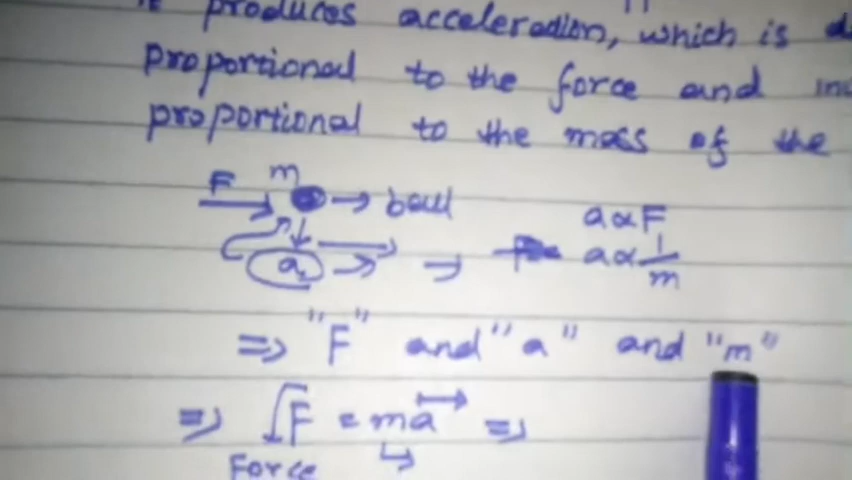 produces acceleration, which is
proportional to the force and
proportional to the mass of the
F m → ball
a ∝ F
a → → a ∝ 1/m
⇒ "F" and "a" and "m"
⇒ F = ma ⇒
Force